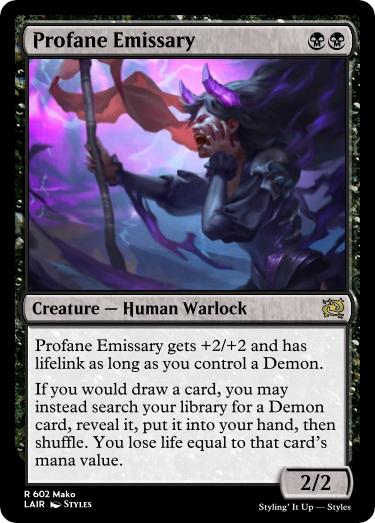 Profane Emissary
Creature — Human Warlock
Profane Emissary gets +2/+2 and has
lifelink as long as you control a Demon.
If you would draw a card, you may
instead search your library for a Demon
card, reveal it, put it into your hand, then
shuffle. You lose life equal to that card's
mana value.
2/2
R 602 Mako
LAIR Styles
Styling' It Up — Styles